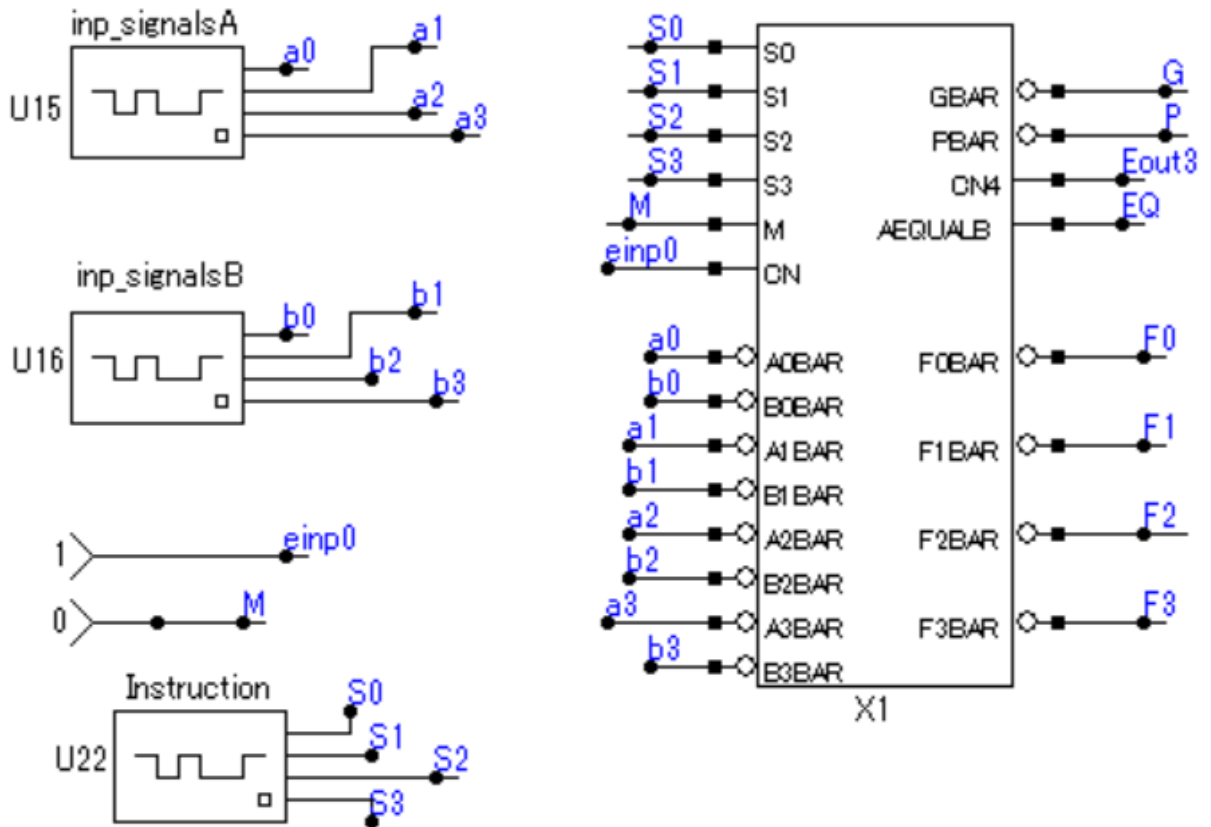 inp_signalsA
a0
a1
a2
a3
U15
inp_signalsB
b0
b1
b2
b3
U16
1
einp0
0
M
Instruction
S0
S1
S2
S3
U22
S0
S0
S1
S1
S2
S2
S3
S3
M
M
einp0
CN
a0
A0BAR
b0
B0BAR
a1
A1BAR
b1
B1BAR
a2
A2BAR
b2
B2BAR
a3
A3BAR
b3
B3BAR
GBAR
G
PBAR
P
CN4
Eout3
AEQUALB
EQ
F0BAR
F0
F1BAR
F1
F2BAR
F2
F3BAR
F3
X1